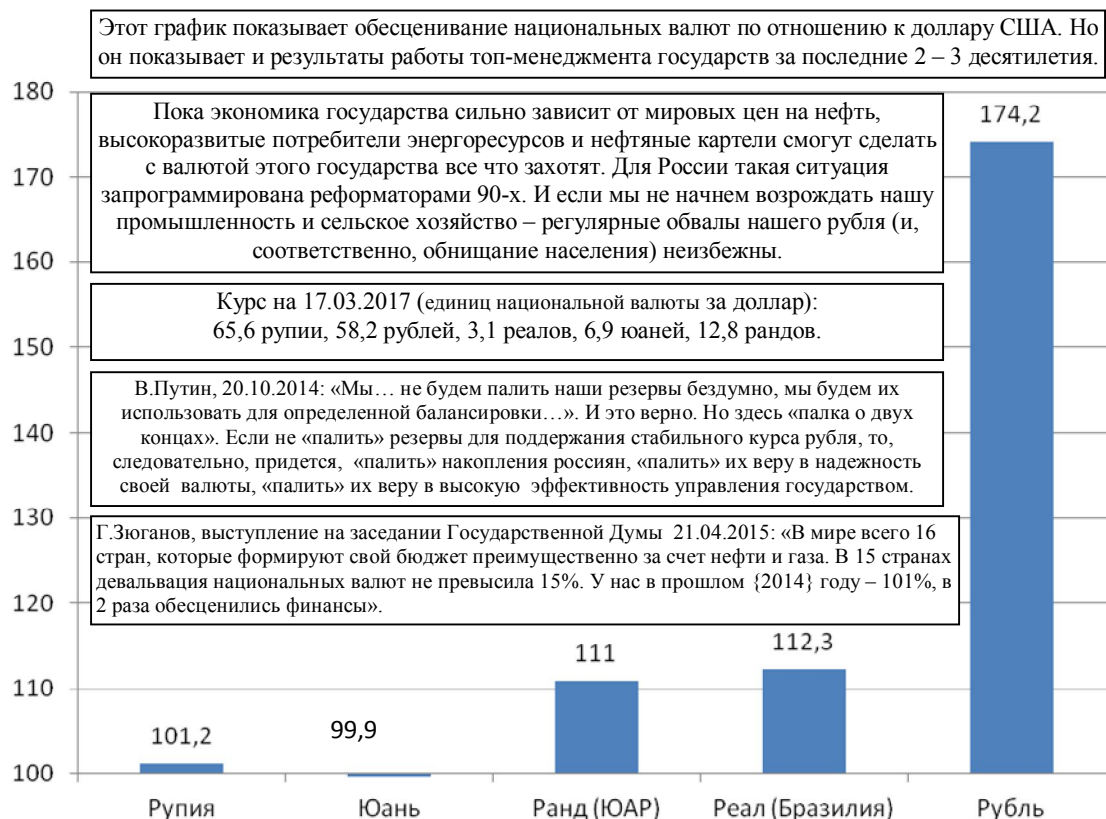 Этот график показывает обесценивание национальных валют по отношению к доллару США. Но
он показывает и результаты работы топ-менеджмента государств за последние 2 – 3 десятилетия.
180
Пока экономика государства сильно зависит от мировых цен на нефть,
высокоразвитые потребители энергоресурсов и нефтяные картели смогут сделать
с валютой этого государства все что захотят. Для России такая ситуация
запрограммирована реформаторами 90-х. И если мы не начнем возрождать нашу
промышленность и сельское хозяйство – регулярные обвалы нашего рубля (и,
соответственно, обнищание населения) неизбежны.
174,2
170
160
Курс на 17.03.2017 (единиц национальной валюты за доллар):
65,6 рупии, 58,2 рублей, 3,1 реалов, 6,9 юаней, 12,8 рандов.
150
В.Путин, 20.10.2014: «Мы… не будем палить наши резервы бездумно, мы будем их
использовать для определенной балансировки…». И это верно. Но здесь «палка о двух
концах». Если не «палить» резервы для поддержания стабильного курса рубля, то,
следовательно, придется, «палить» накопления россиян, «палить» их веру в надежность
своей валюты, «палить» их веру в высокую эффективность управления государством.
140
130
Г.Зюганов, выступление на заседании Государственной Думы 21.04.2015: «В мире всего 16
стран, которые формируют свой бюджет преимущественно за счет нефти и газа. В 15 странах
девальвация национальных валют не превысила 15%. У нас в прошлом {2014} году – 101%, в
2 раза обесценились финансы».
120
111
112,3
110
101,2
99,9
100
Рупия
Юань
Ранд (ЮАР)
Реал (Бразилия)
Рубль